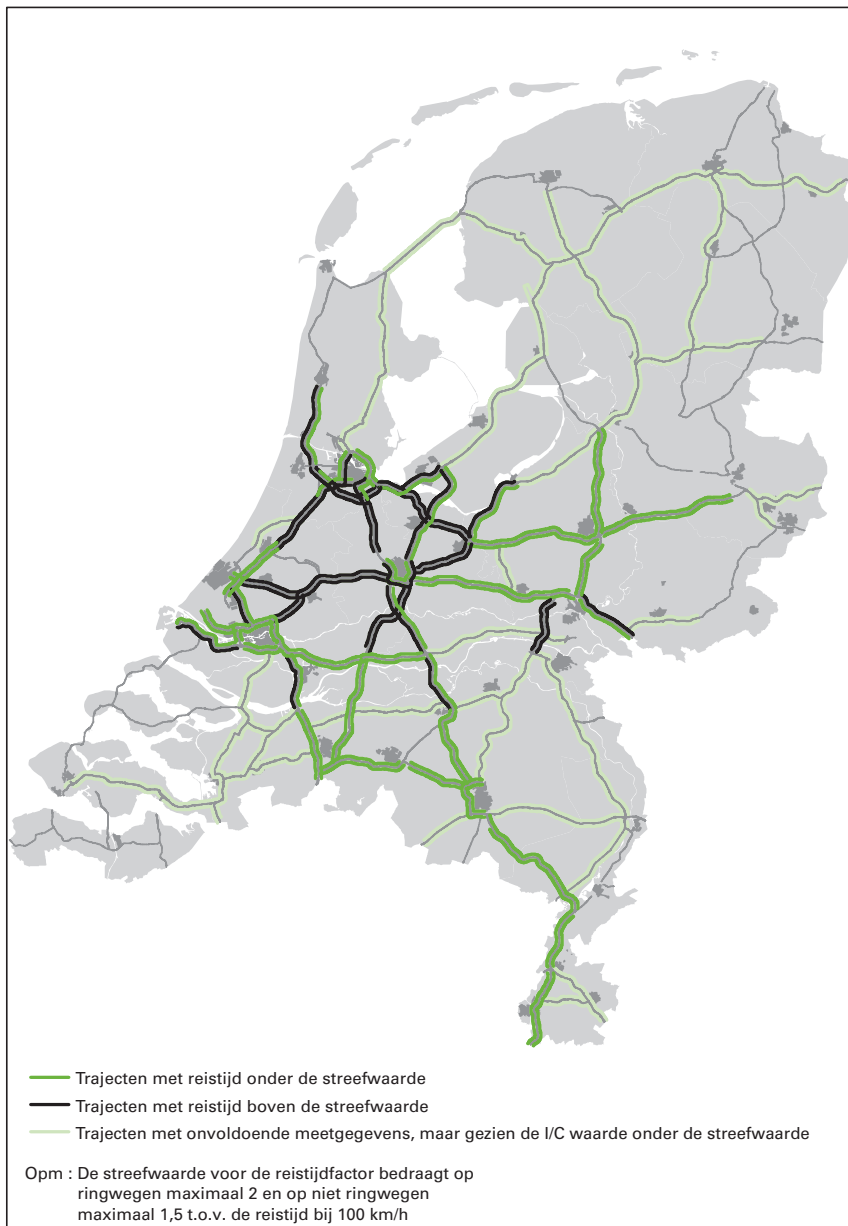 Trajecten met reistijd onder de streefwaarde
Trajecten met reistijd boven de streefwaarde
Trajecten met onvoldoende meetgegevens, maar gezien de I/C waarde onder de streefwaarde
Opm : De streefwaarde voor de reistijdfactor bedraagt op
ringwegen maximaal 2 en op niet ringwegen
maximaal 1,5 t.o.v. de reistijd bij 100 km/h